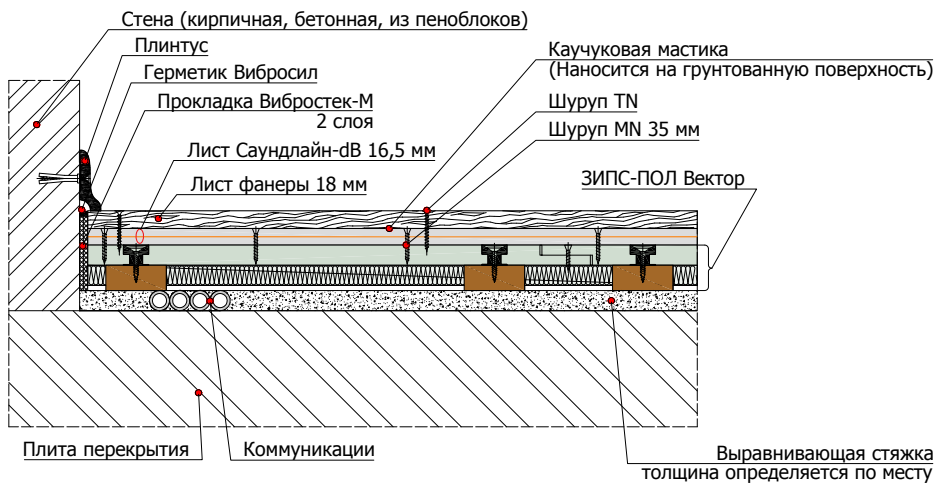 Стена (кирпичная, бетонная, из пеноблоков)
Плинтус
Герметик Вибросил
Прокладка Вибростек-М
2 слоя
Лист Саундлайн-dB 16,5 мм
Лист фанеры 18 мм
Каучуковая мастика
(Наносится на грунтованную поверхность)
Шуруп TN
Шуруп MN 35 мм
ЗИПС-ПОЛ Вектор
Плита перекрытия
Коммуникации
Выравнивающая стяжка
толщина определяется по месту